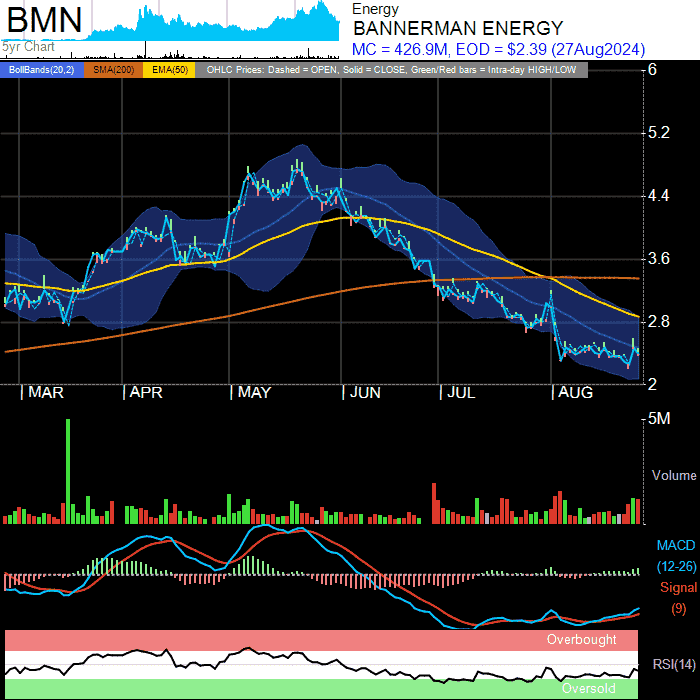 BMN
5yr Chart
Energy
BANNERMAN ENERGY
MC = 426.9M, EOD = $2.39 (27Aug2024)
BollBands(20,2) SMA(200) EMA(50) OHLC Prices: Dashed = OPEN, Solid = CLOSE, Green/Red bars = Intra-day HIGH/LOW
6
5.2
4.4
3.6
2.8
2
MAR APR MAY JUN JUL AUG
5M
Volume
MACD
(12-26)
Signal
(9)
Overbought
RSI(14)
Oversold